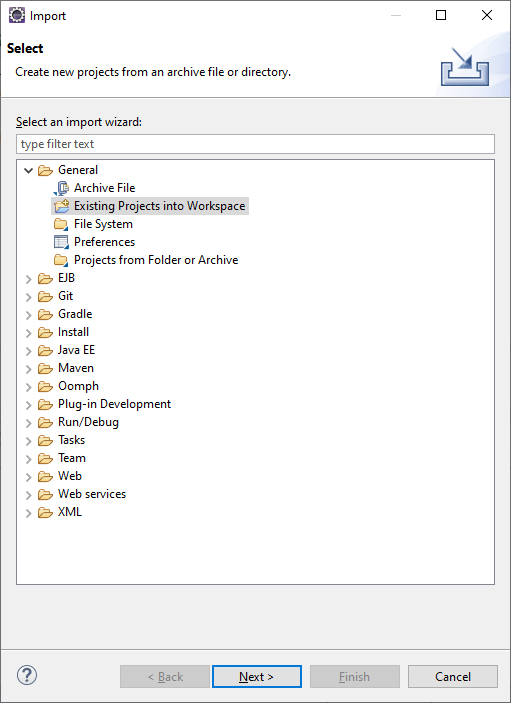 Import
Select
Create new projects from an archive file or directory.
Select an import wizard:
type filter text
General
Archive File
Existing Projects into Workspace
File System
Preferences
Projects from Folder or Archive
EJB
Git
Gradle
Install
Java EE
Maven
Oomph
Plug-in Development
Run/Debug
Tasks
Team
Web
Web services
XML
?
< Back
Next >
Finish
Cancel